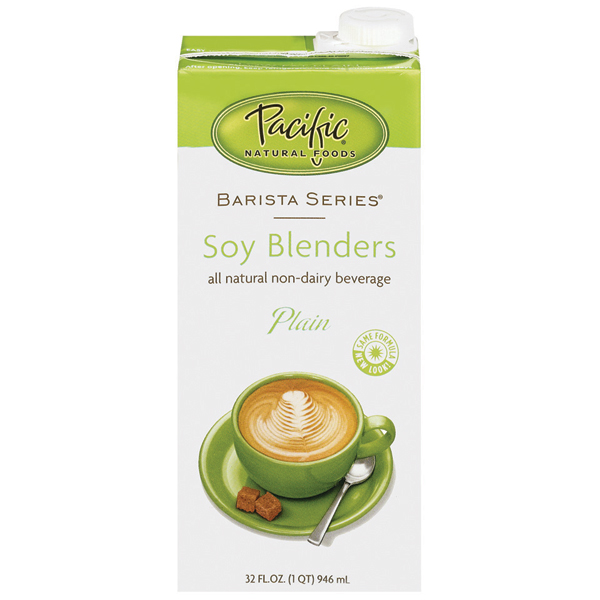 Pacific®
NATURAL FOODS
BARISTA SERIES®
Soy Blenders
all natural non-dairy beverage
Plain
SAME FORMULA
NEW LOOK!
32 FL.OZ. (1 QT) 946 mL